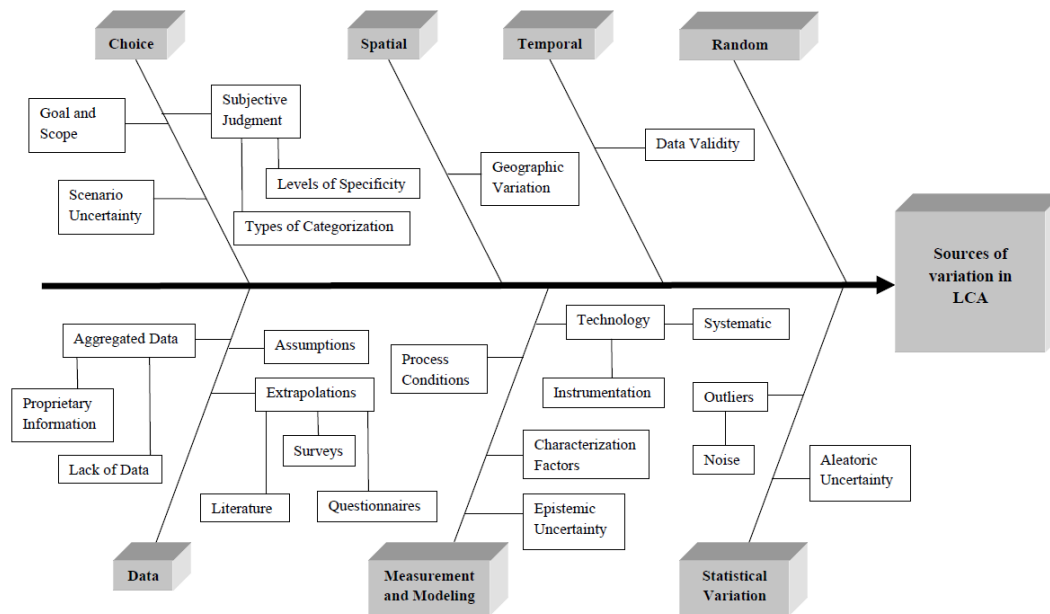 Choice
Spatial
Temporal
Random
Goal and
Scope
Subjective
Judgment
Data Validity
Geographic
Variation
Levels of Specificity
Scenario
Uncertainty
Types of Categorization
Sources of
variation in
LCA
Aggregated Data
Assumptions
Technology
Systematic
Process
Conditions
Proprietary
Information
Extrapolations
Instrumentation
Outliers
Surveys
Characterization
Factors
Noise
Aleatoric
Uncertainty
Lack of Data
Literature
Questionnaires
Epistemic
Uncertainty
Data
Measurement
and Modeling
Statistical
Variation